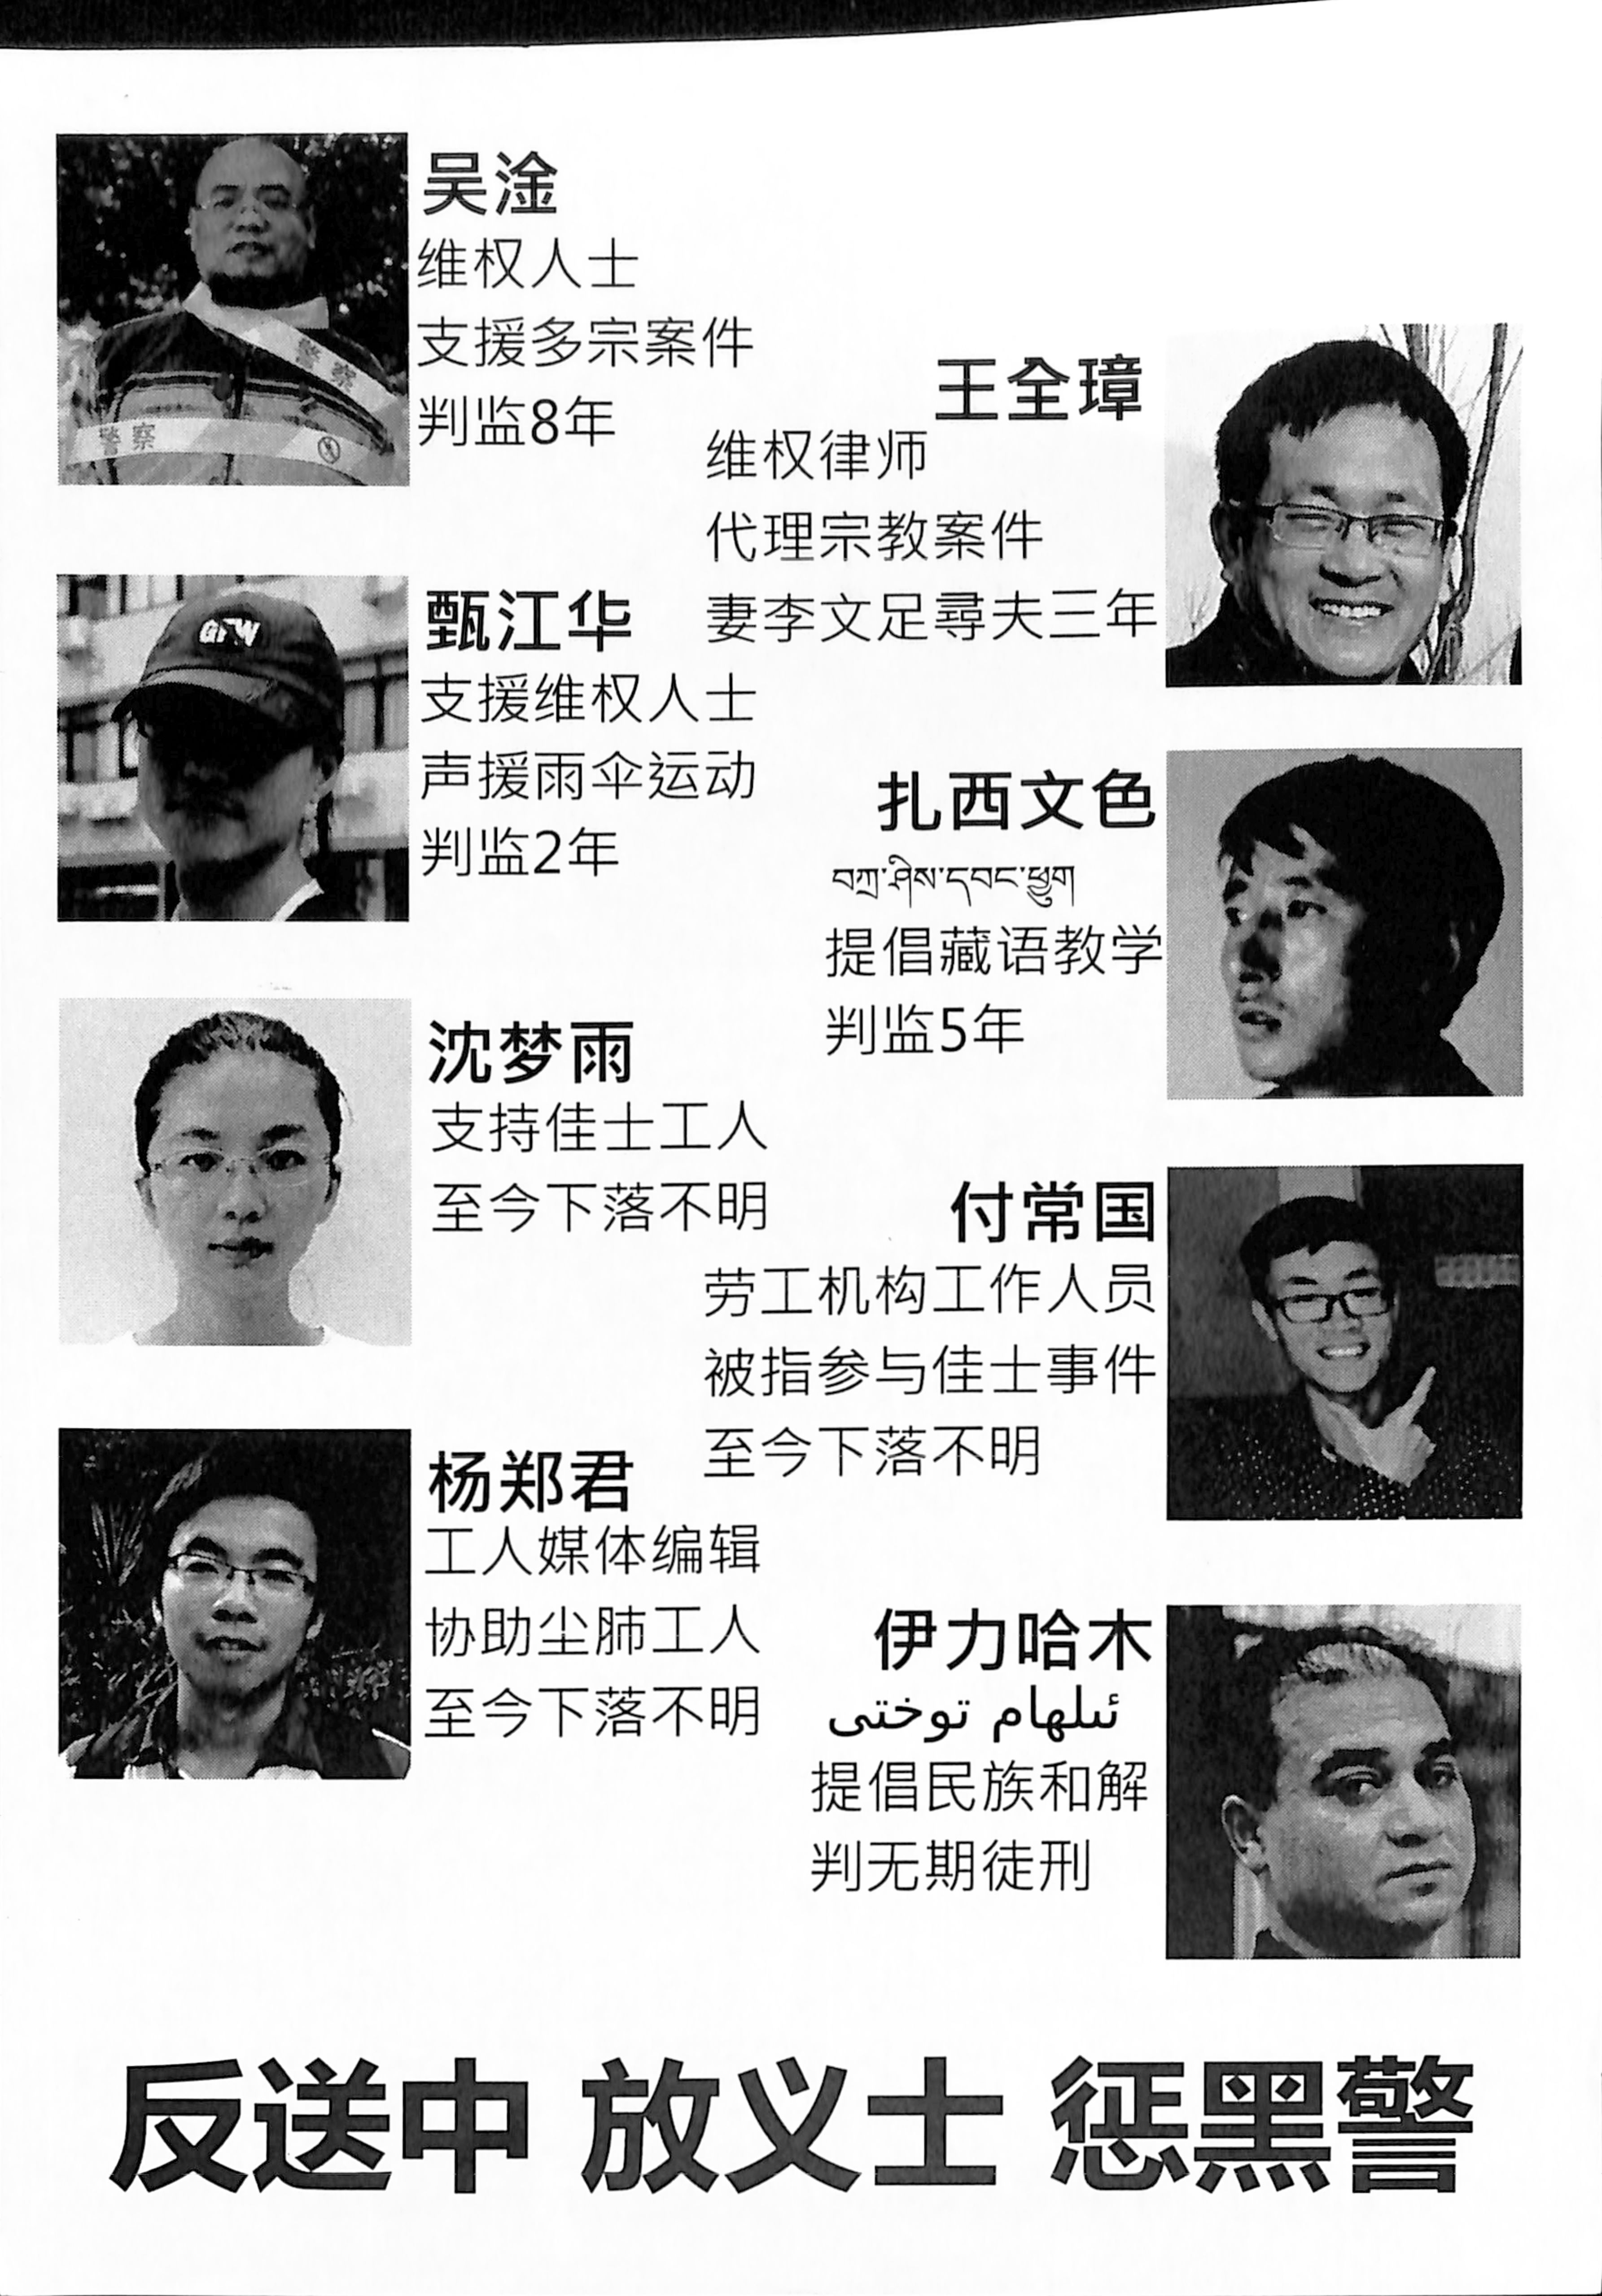 吴淦
维权人士
支援多宗案件
判监8年
警察
警察
王全璋
维权律师
代理宗教案件
妻李文足尋夫三年
GFW
甄江华
支援维权人士
声援雨伞运动
判监2年
扎西文色
བཀྲ་ཤིས་དབང་ཕྱུག
提倡藏语教学
判监5年
沈梦雨
支持佳士工人
至今下落不明
付常国
劳工机构工作人员
被指参与佳士事件
至今下落不明
杨郑君
工人媒体编辑
协助尘肺工人
至今下落不明
伊力哈木
ئىلھام توختى
提倡民族和解
判无期徒刑
反送中 放义士 惩黑警